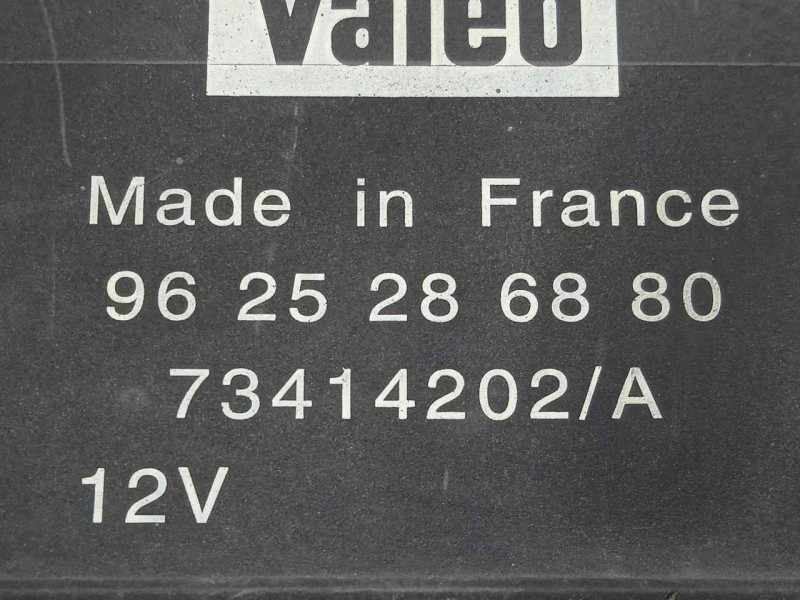 Valeo
Made in France
96 25 28 68 80
73414202/A
12V